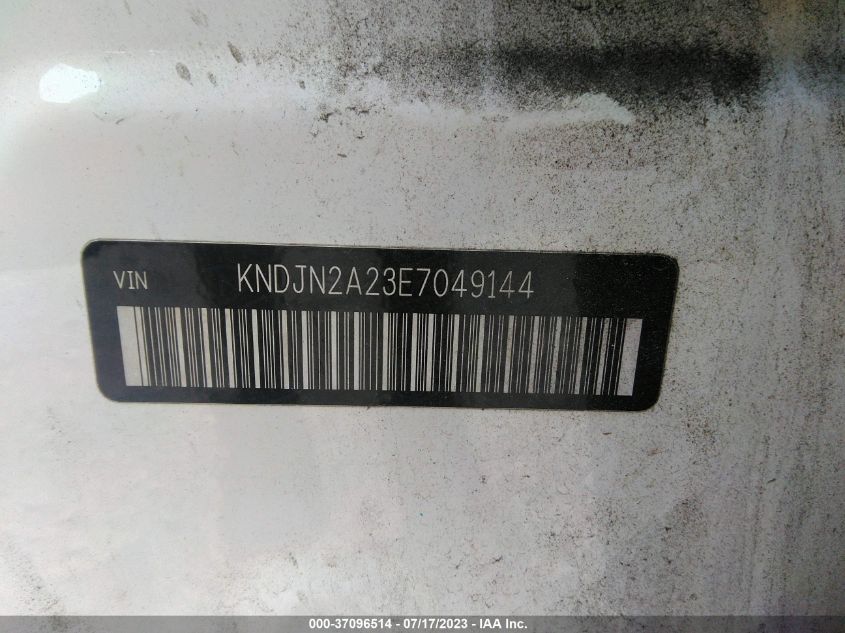 VIN KNDJN2A23E7049144
000-37096514 - 07/17/2023 - IAA Inc.